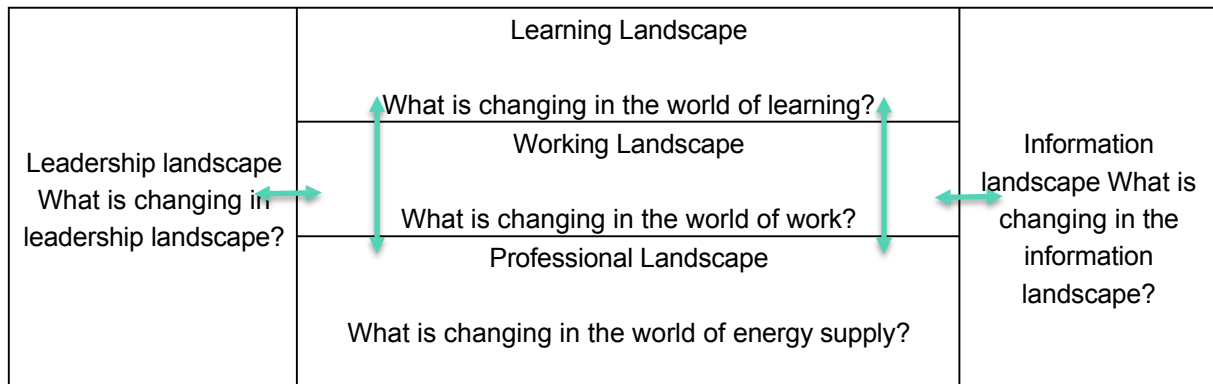 Leadership landscape
What is changing in
leadership landscape?
Learning Landscape
What is changing in the world of learning?
Working Landscape
What is changing in the world of work?
Professional Landscape
What is changing in the world of energy supply?
Information
landscape What is
changing in the
information
landscape?